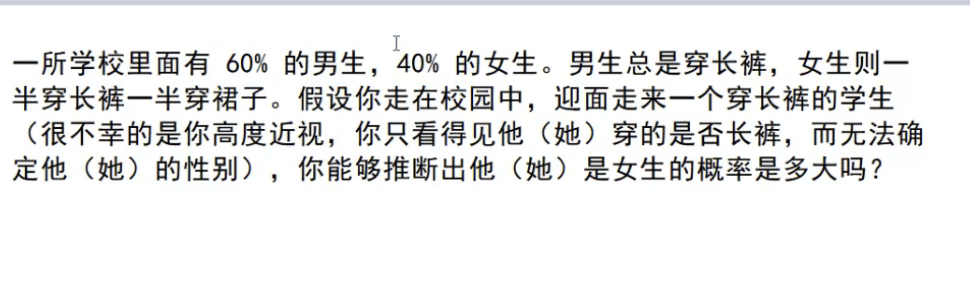 一所学校里面有 60% 的男生，40% 的女生。男生总是穿长裤，女生则一
半穿长裤一半穿裙子。假设你走在校园中，迎面走来一个穿长裤的学生
（很不幸的是你高度近视，你只看得见他（她）穿的是否长裤，而无法确
定他（她）的性别），你能够推断出他（她）是女生的概率是多大吗？